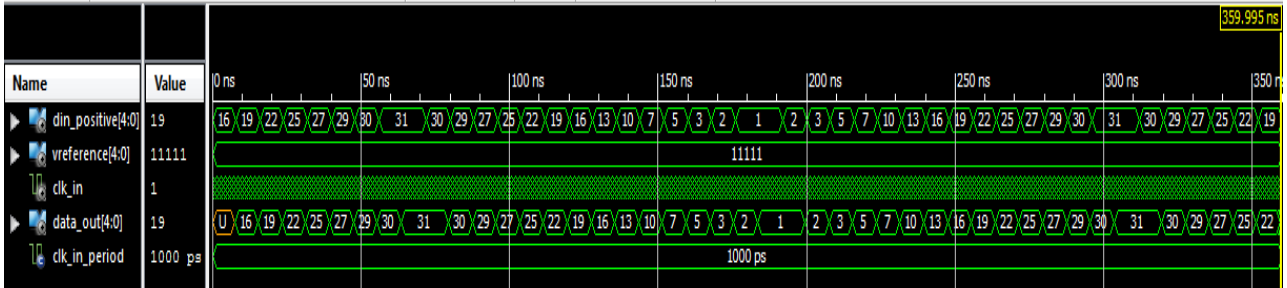 359.995 ns
Name Value 0 ns 50 ns 100 ns 150 ns 200 ns 250 ns 300 ns 350 n
din_positive[4:0] 19 16 19 22 25 27 29 30 31 30 29 27 25 22 19 16 13 10 7 5 3 2 1 2 3 5 7 10 13 16 19 22 25 27 29 30 31 30 29 27 25 22 19
vreference[4:0] 11111 11111
clk_in 1
data_out[4:0] 19 U 16 19 22 25 27 29 30 31 30 29 27 25 22 19 16 13 10 7 5 3 2 1 2 3 5 7 10 13 16 19 22 25 27 29 30 31 30 29 27 25 22
clk_in_period 1000 ps 1000 ps